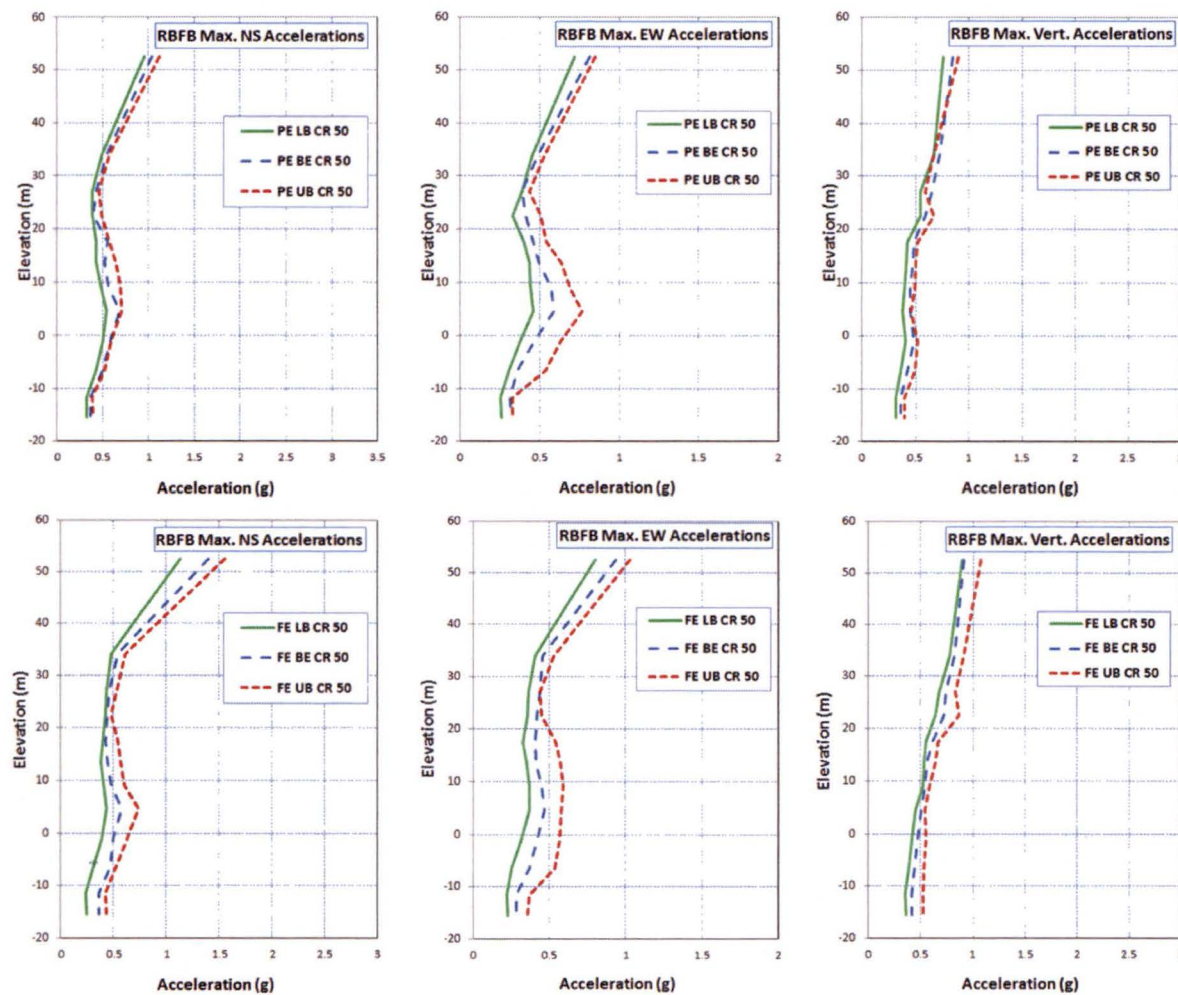 RBFB Max. NS Accelerations
60
50
40
30
20
10
0
-10
-20
Elevation (m)
PE LB CR 50
PE BE CR 50
PE UB CR 50
0 0.5 1 1.5 2 2.5 3 3.5
Acceleration (g)
RBFB Max. EW Accelerations
60
50
40
30
20
10
0
-10
-20
Elevation (m)
PE LB CR 50
PE BE CR 50
PE UB CR 50
0 0.5 1 1.5 2
Acceleration (g)
RBFB Max. Vert. Accelerations
60
50
40
30
20
10
0
-10
-20
Elevation (m)
PE LB CR 50
PE BE CR 50
PE UB CR 50
0 0.5 1 1.5 2 2.5
Acceleration (g)
RBFB Max. NS Accelerations
60
50
40
30
20
10
0
-10
-20
Elevation (m)
FE LB CR 50
FE BE CR 50
FE UB CR 50
0 0.5 1 1.5 2 2.5 3
Acceleration (g)
RBFB Max. EW Accelerations
60
50
40
30
20
10
0
-10
-20
Elevation (m)
FE LB CR 50
FE BE CR 50
FE UB CR 50
0 0.5 1 1.5 2
Acceleration (g)
RBFB Max. Vert. Accelerations
60
50
40
30
20
10
0
-10
-20
Elevation (m)
FE LB CR 50
FE BE CR 50
FE UB CR 50
0 0.5 1 1.5 2 2.5
Acceleration (g)